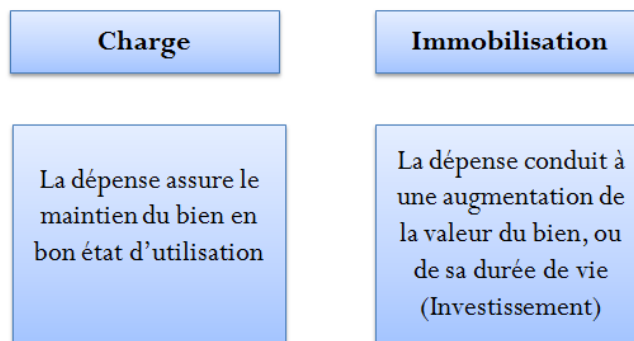 Charge
Immobilisation
La dépense assure le
maintien du bien en
bon état d'utilisation
La dépense conduit à
une augmentation de
la valeur du bien, ou
de sa durée de vie
(Investissement)